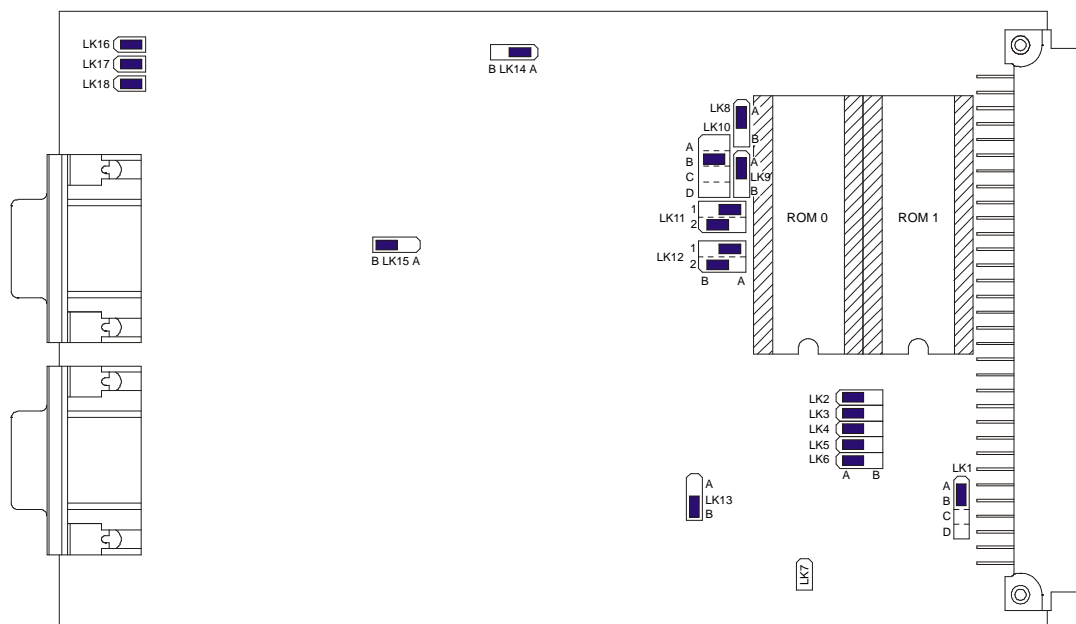 LK16
LK17
LK18
B LK14 A
LK8
A
B
LK10
A
B
C
D
A
LK9
B
LK11
1
2
LK12
1
2
B A
ROM 0
ROM 1
B LK15 A
LK2
LK3
LK4
LK5
LK6
A B
LK1
A
B
C
D
A
LK13
B
LK7